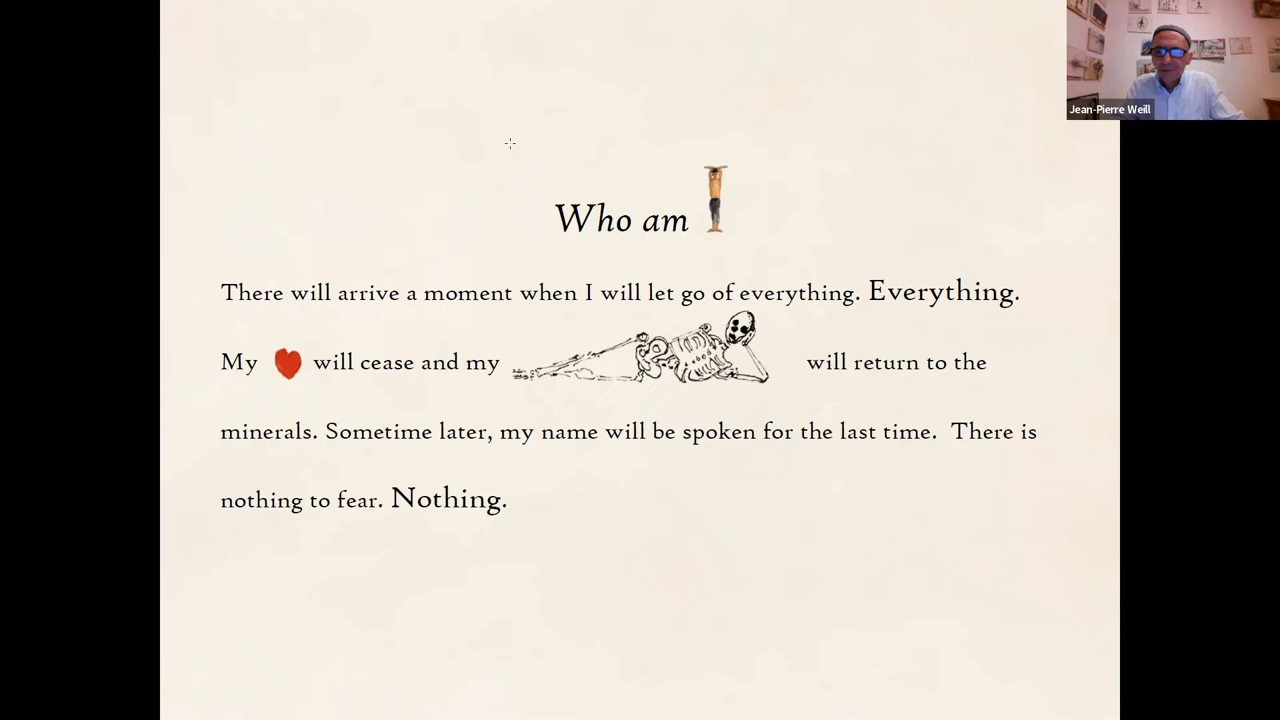 Jean-Pierre Weill
Who am
There will arrive a moment when I will let go of everything. Everything.
My will cease and my will return to the
minerals. Sometime later, my name will be spoken for the last time. There is
nothing to fear. Nothing.